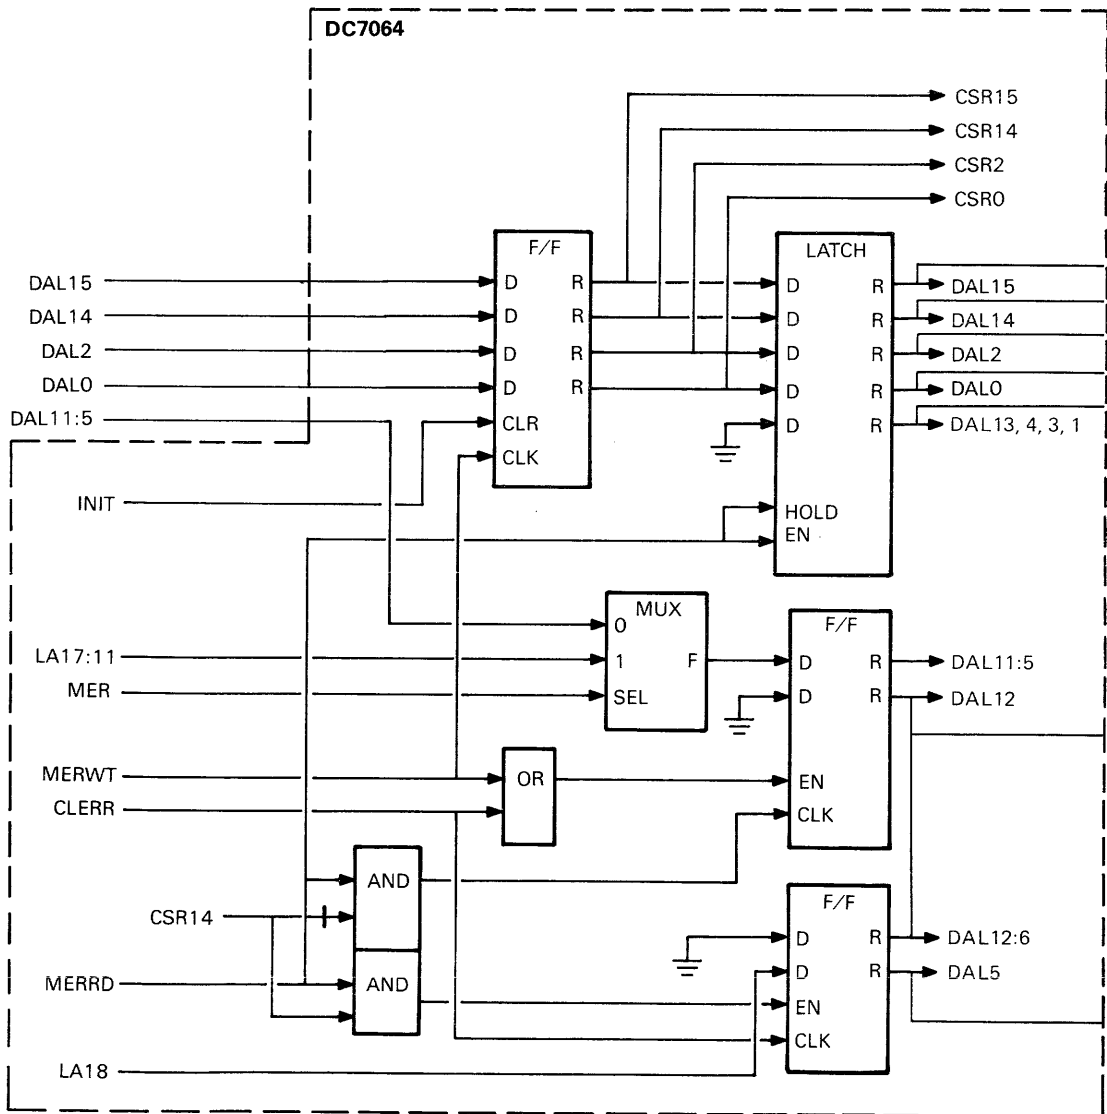 DC7064
CSR15
CSR14
CSR2
CSR0
F/F
LATCH
DAL15
D
R
D
R
DAL15
DAL14
D
R
D
R
DAL14
DAL2
D
R
D
R
DAL2
DAL0
D
R
D
R
DAL0
DAL11:5
CLR
D
R
DAL13, 4, 3, 1
CLK
INIT
HOLD
EN
MUX
F/F
0
LA17:11
1
F
D
R
DAL11:5
MER
SEL
D
R
DAL12
MERWT
OR
EN
CLERR
CLK
AND
F/F
CSR14
D
R
DAL12:6
MERRD
AND
D
R
DAL5
EN
CLK
LA18